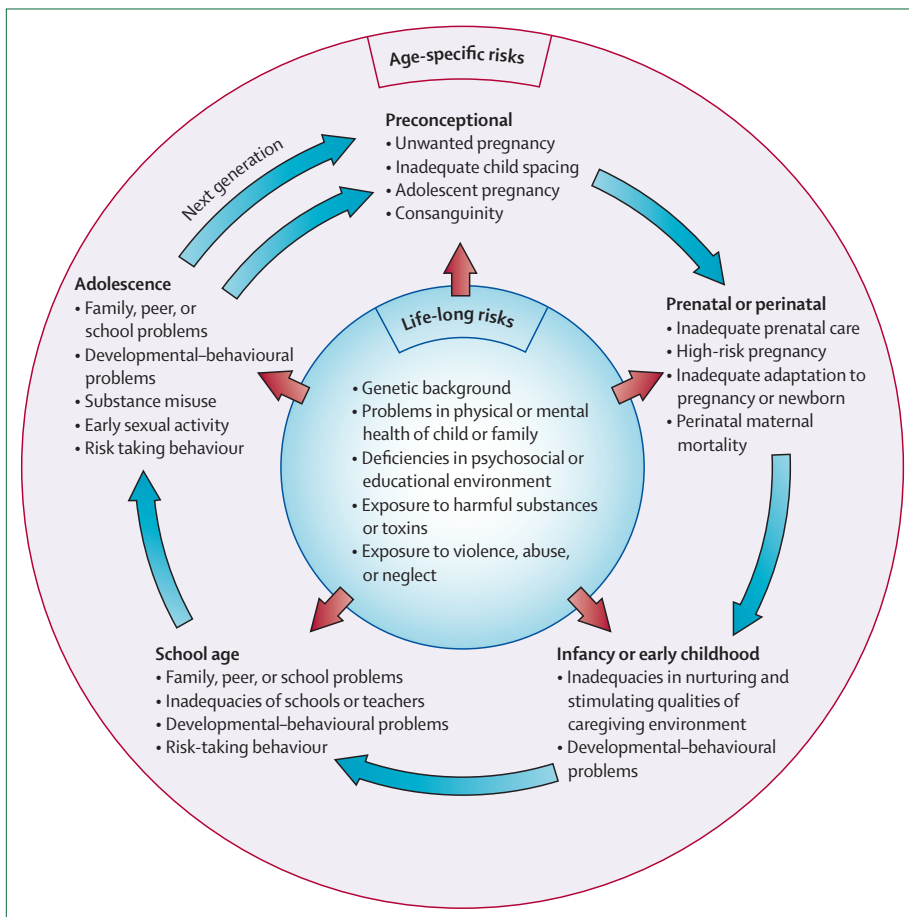 Age-specific risks
Preconceptional
• Unwanted pregnancy
• Inadequate child spacing
• Adolescent pregnancy
• Consanguinity
Next generation
Adolescence
• Family, peer, or
school problems
• Developmental–behavioural
problems
• Substance misuse
• Early sexual activity
• Risk taking behaviour
Prenatal or perinatal
• Inadequate prenatal care
• High-risk pregnancy
• Inadequate adaptation to
pregnancy or newborn
• Perinatal maternal
mortality
Life-long risks
• Genetic background
• Problems in physical or mental
health of child or family
• Deficiencies in psychosocial or
educational environment
• Exposure to harmful substances
or toxins
• Exposure to violence, abuse,
or neglect
School age
• Family, peer, or school problems
• Inadequacies of schools or teachers
• Developmental–behavioural problems
• Risk-taking behaviour
Infancy or early childhood
• Inadequacies in nurturing and
stimulating qualities of
caregiving environment
• Developmental–behavioural
problems